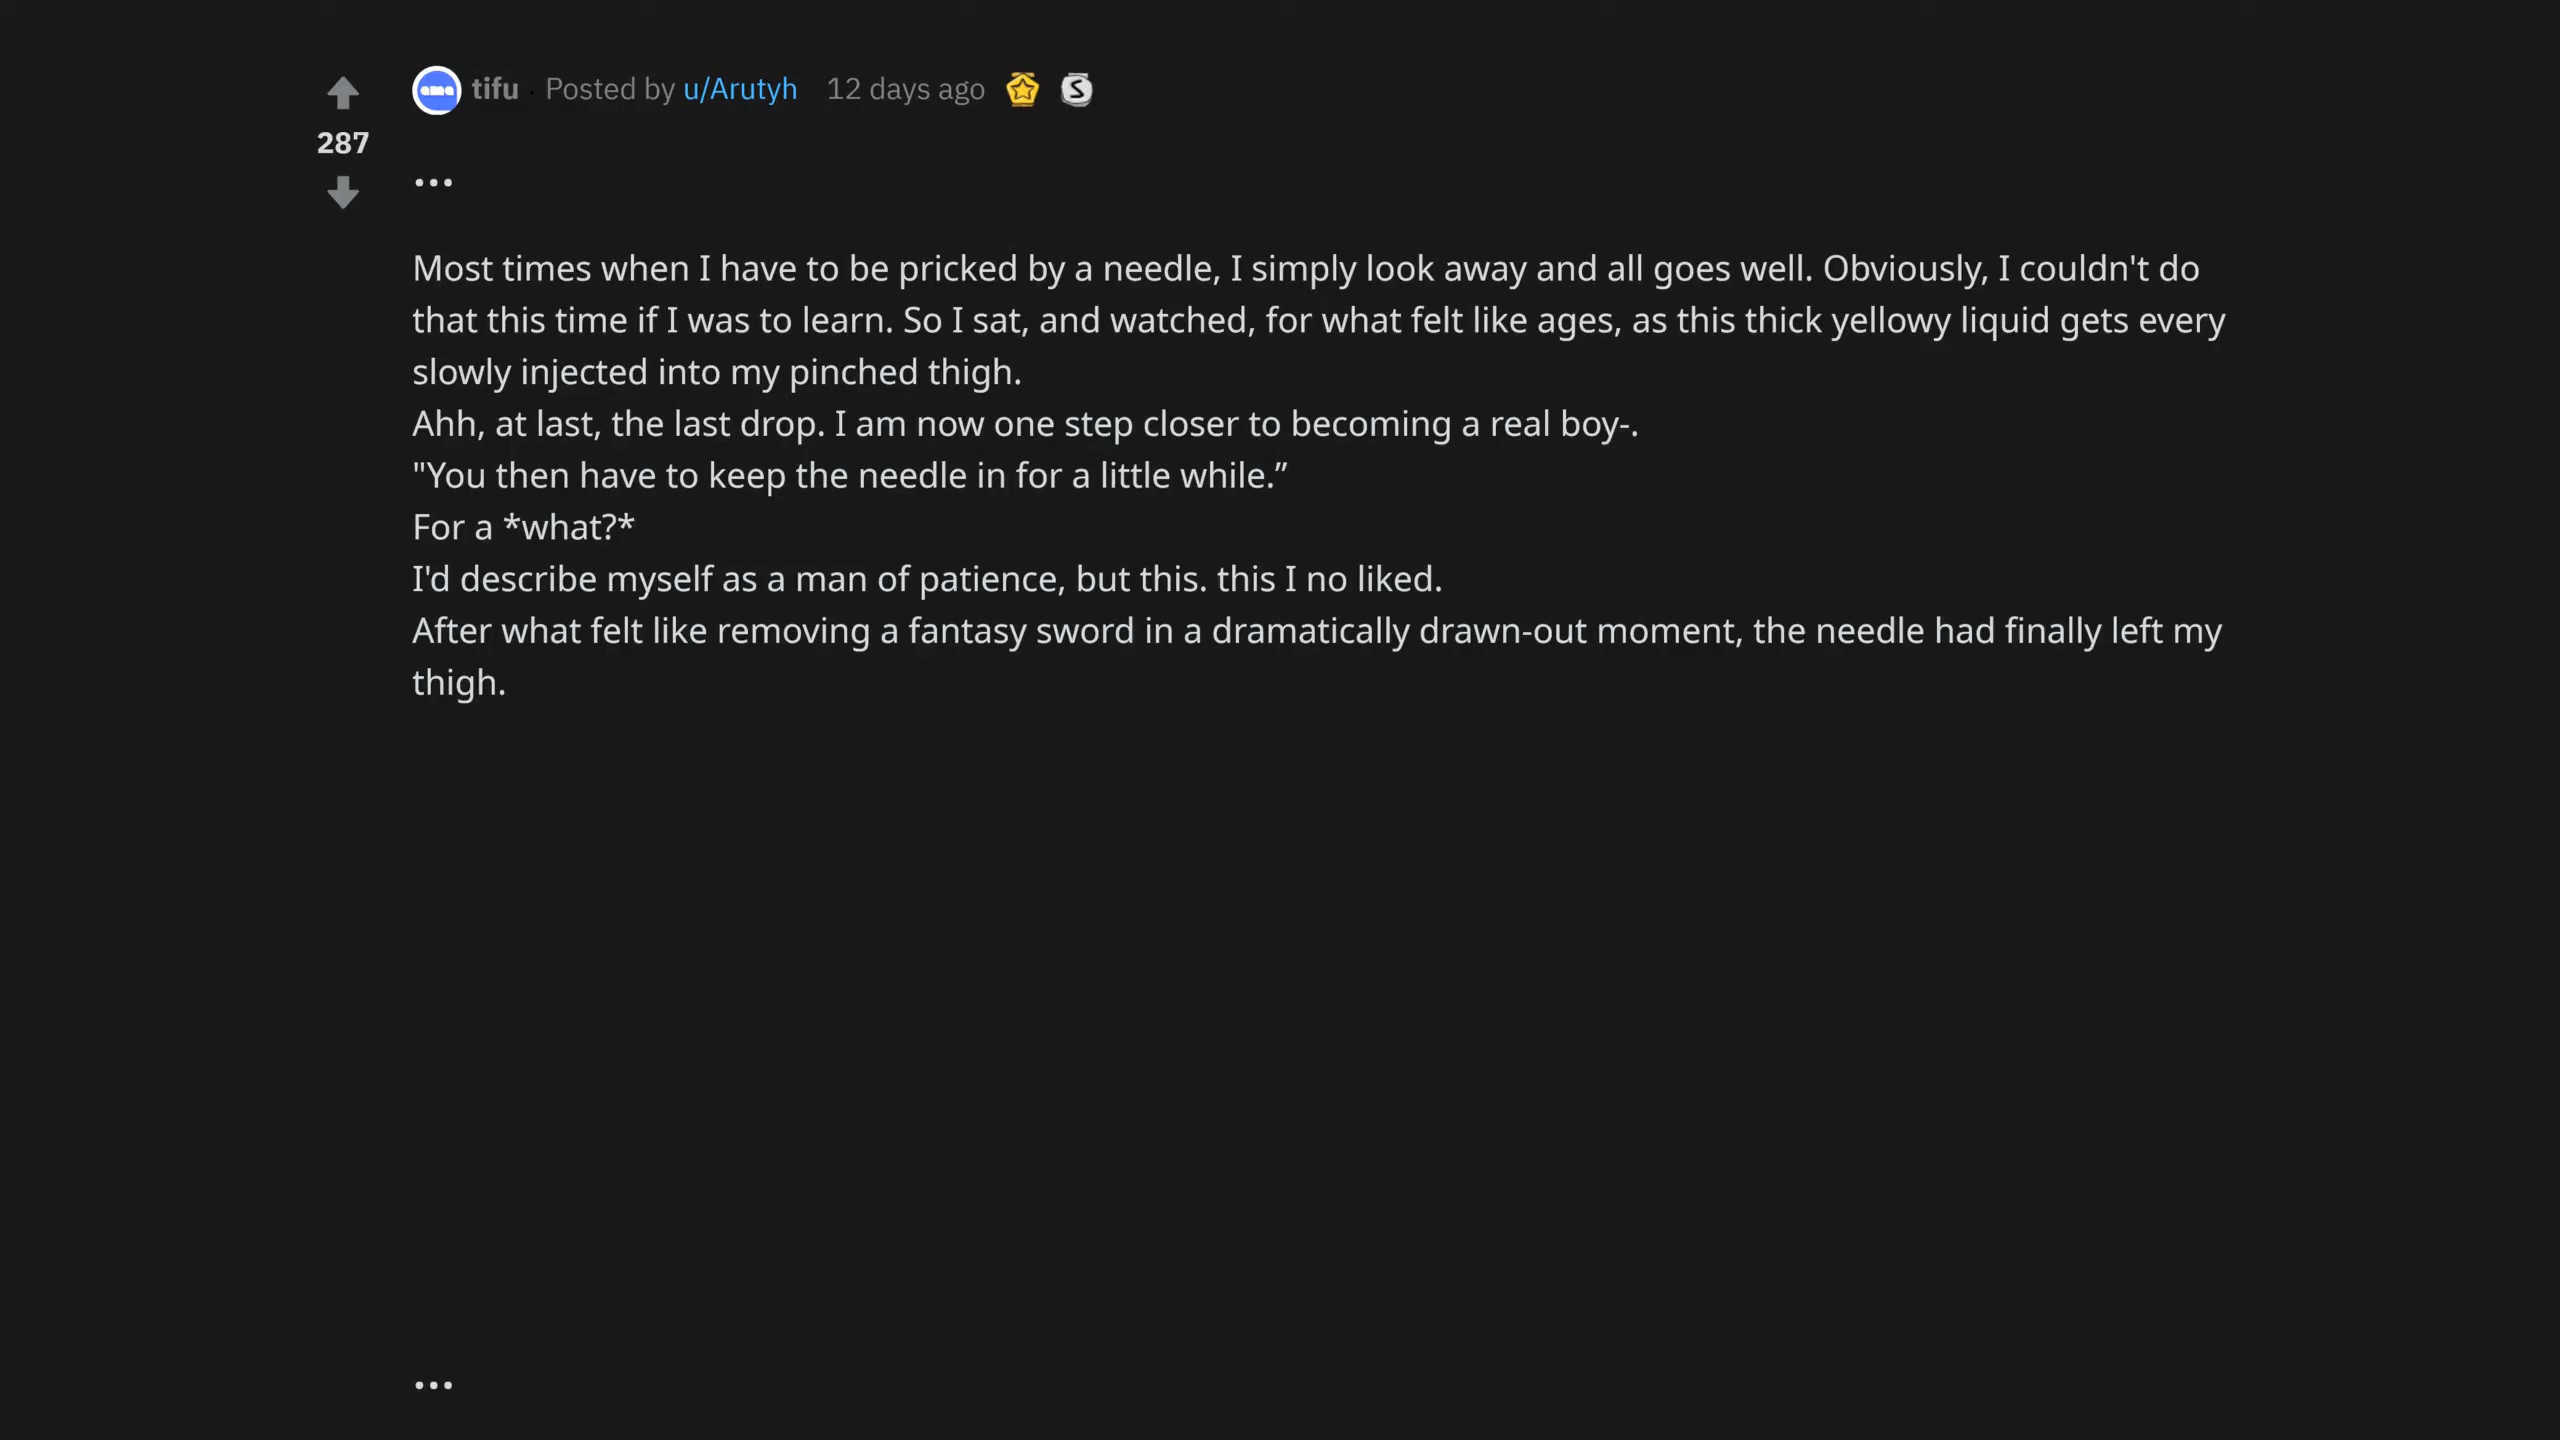 tifu · Posted by u/Arutyh 12 days ago
287
...
Most times when I have to be pricked by a needle, I simply look away and all goes well. Obviously, I couldn't do
that this time if I was to learn. So I sat, and watched, for what felt like ages, as this thick yellowy liquid gets every
slowly injected into my pinched thigh.
Ahh, at last, the last drop. I am now one step closer to becoming a real boy-.
"You then have to keep the needle in for a little while.”
For a *what?*
I'd describe myself as a man of patience, but this. this I no liked.
After what felt like removing a fantasy sword in a dramatically drawn-out moment, the needle had finally left my
thigh.
...